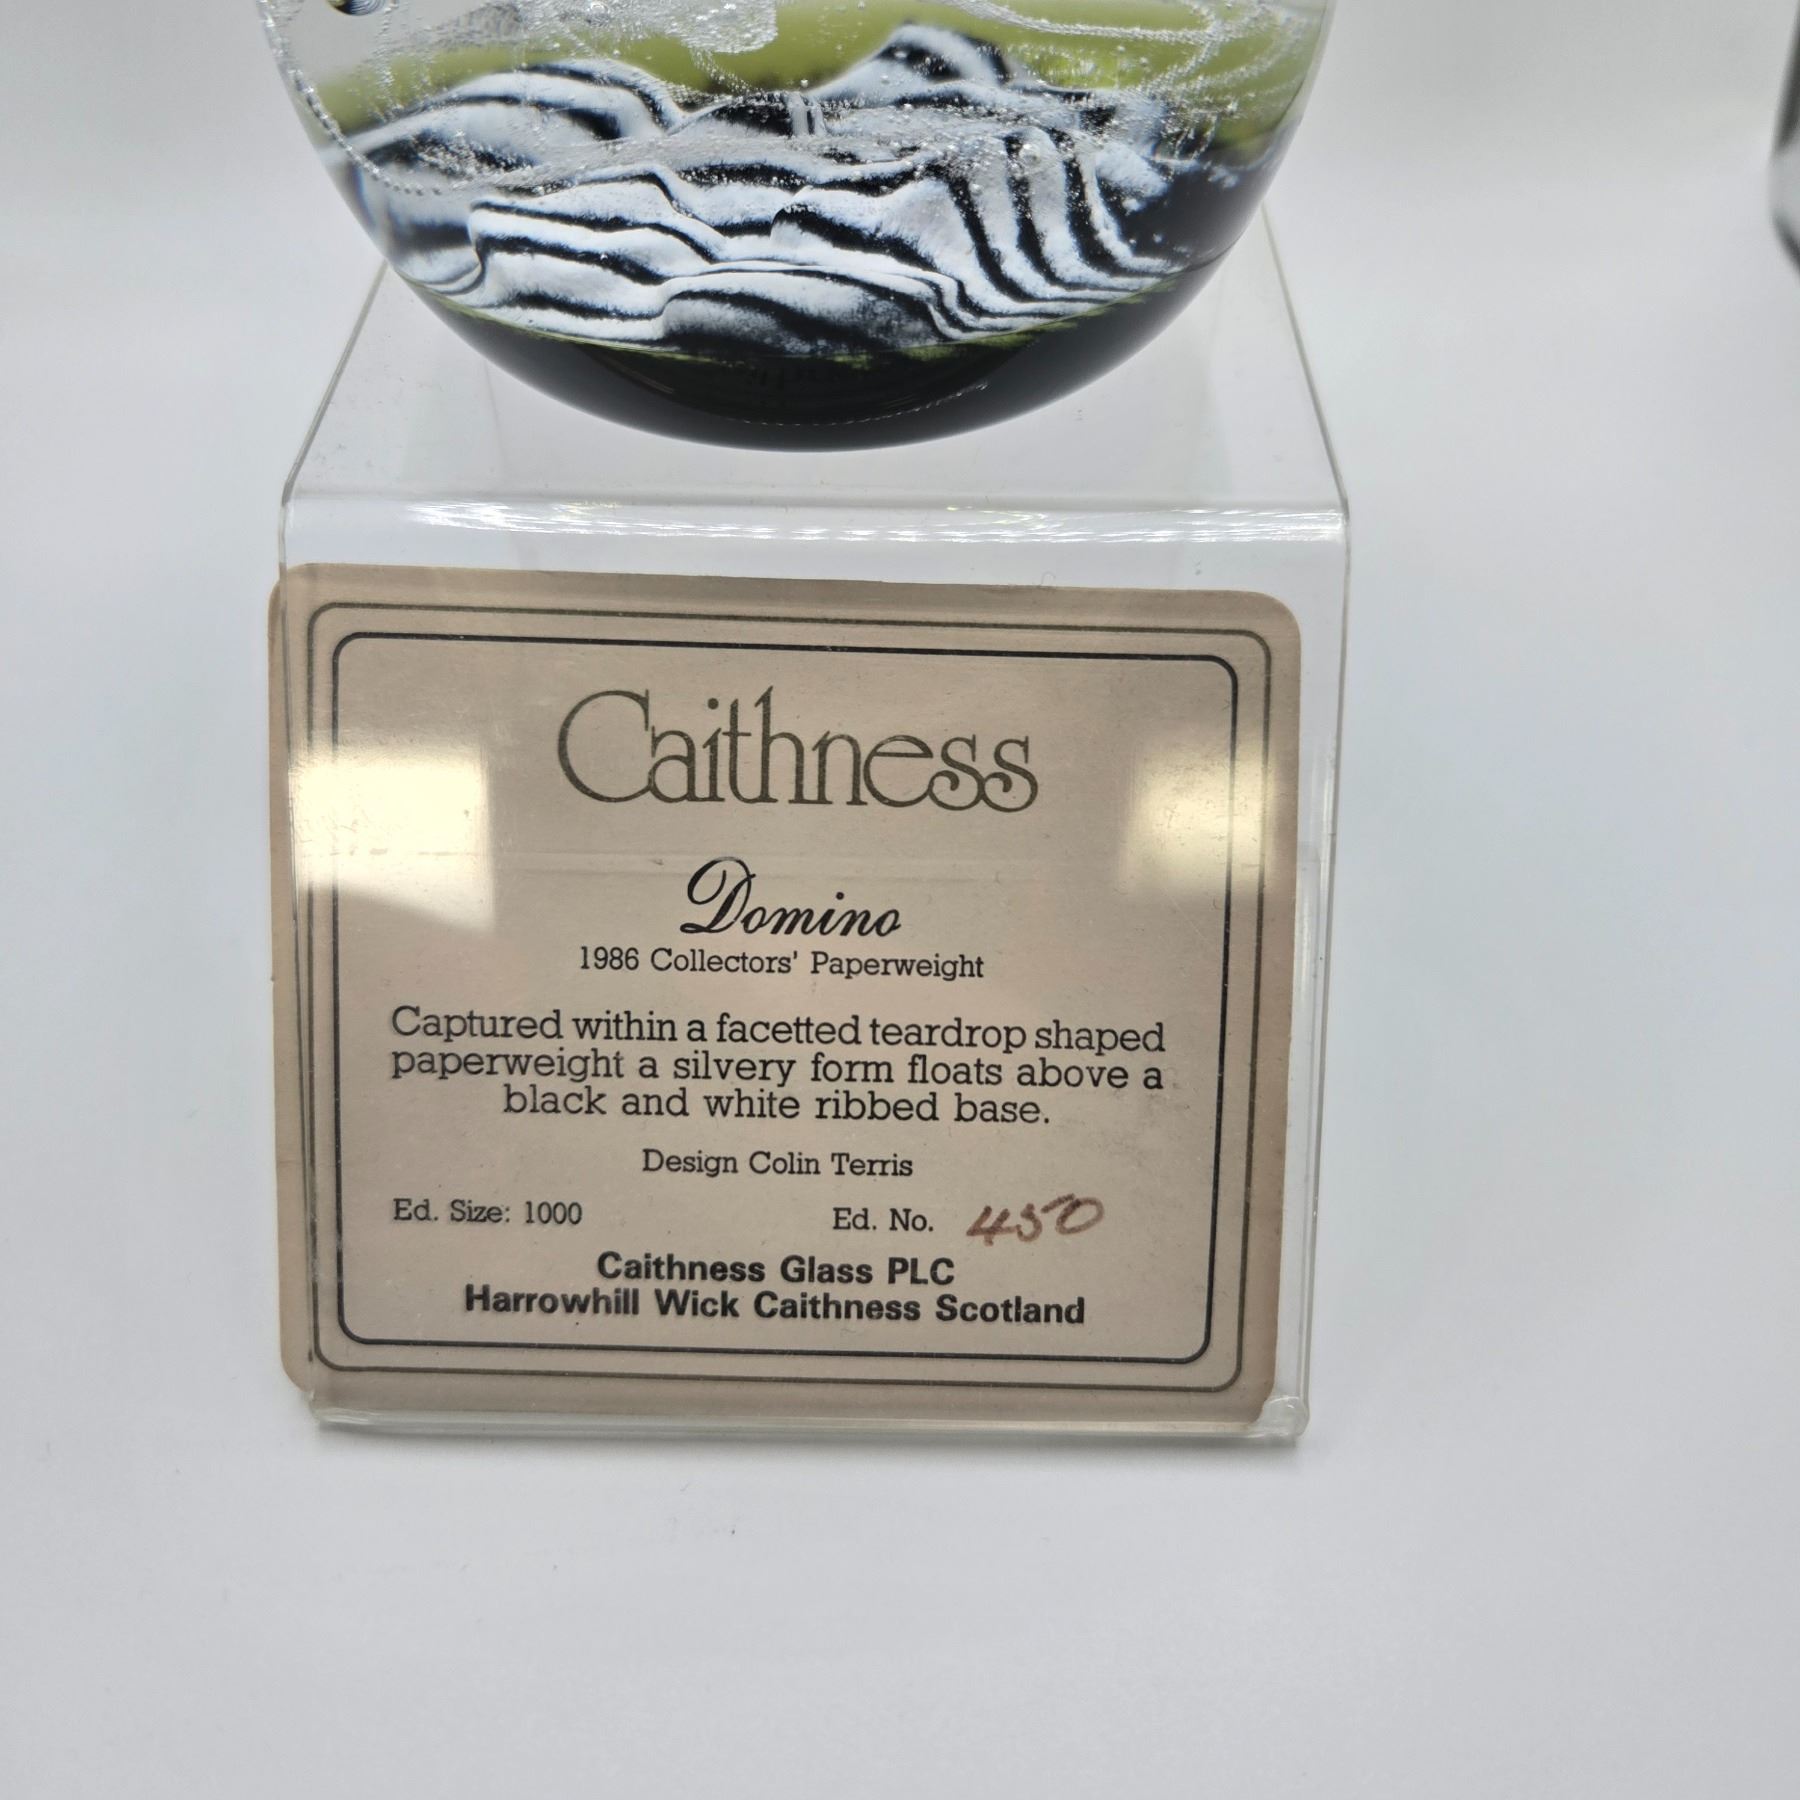 Caithness
Domino
1986 Collectors' Paperweight
Captured within a facetted teardrop shaped
paperweight a silvery form floats above a
black and white ribbed base.
Design Colin Terris
Ed. Size: 1000 Ed. No. 450
Caithness Glass PLC
Harrowhill Wick Caithness Scotland